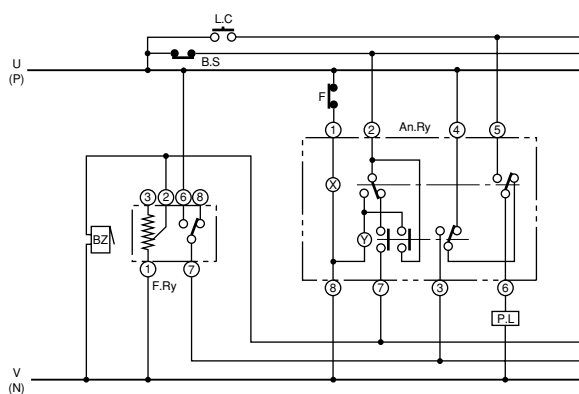 L.C
B.S
U
(P)
F
1 2 An.Ry 4 5
X
3 2 6 8
Y
BZ
1 7
F.Ry
8 7 3 6
P.L
V
(N)